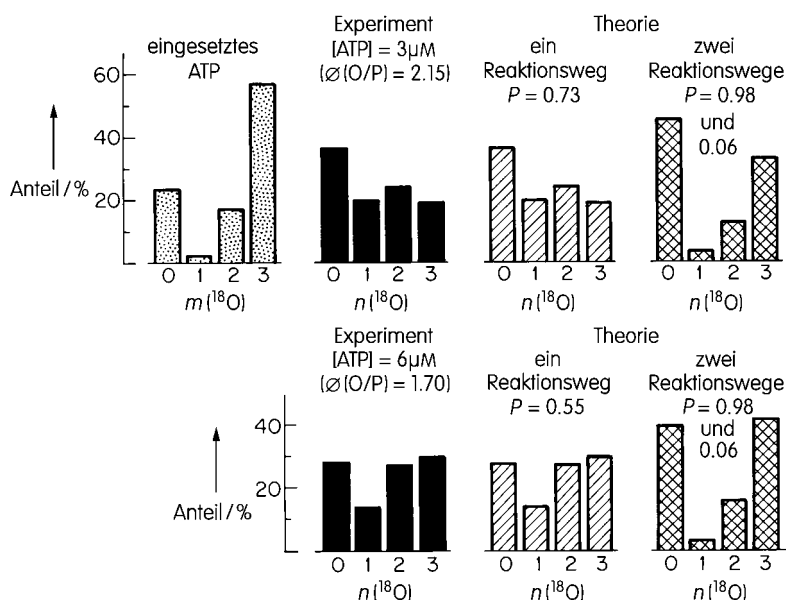 Experiment
[ATP] = 3µM
(Ø(O/P) = 2.15)
Theorie
eingesetztes
ATP
ein
Reaktionsweg
P = 0.73
zwei
Reaktionswege
P = 0.98
und
0.06
60
40
20
Anteil / %
0 1 2 3
m(¹⁸O)
0 1 2 3
n(¹⁸O)
0 1 2 3
n(¹⁸O)
0 1 2 3
n(¹⁸O)
Experiment
[ATP] = 6µM
(Ø(O/P) = 1.70)
Theorie
ein
Reaktionsweg
P = 0.55
zwei
Reaktionswege
P = 0.98
und
0.06
40
20
Anteil / %
0 1 2 3
n(¹⁸O)
0 1 2 3
n(¹⁸O)
0 1 2 3
n(¹⁸O)